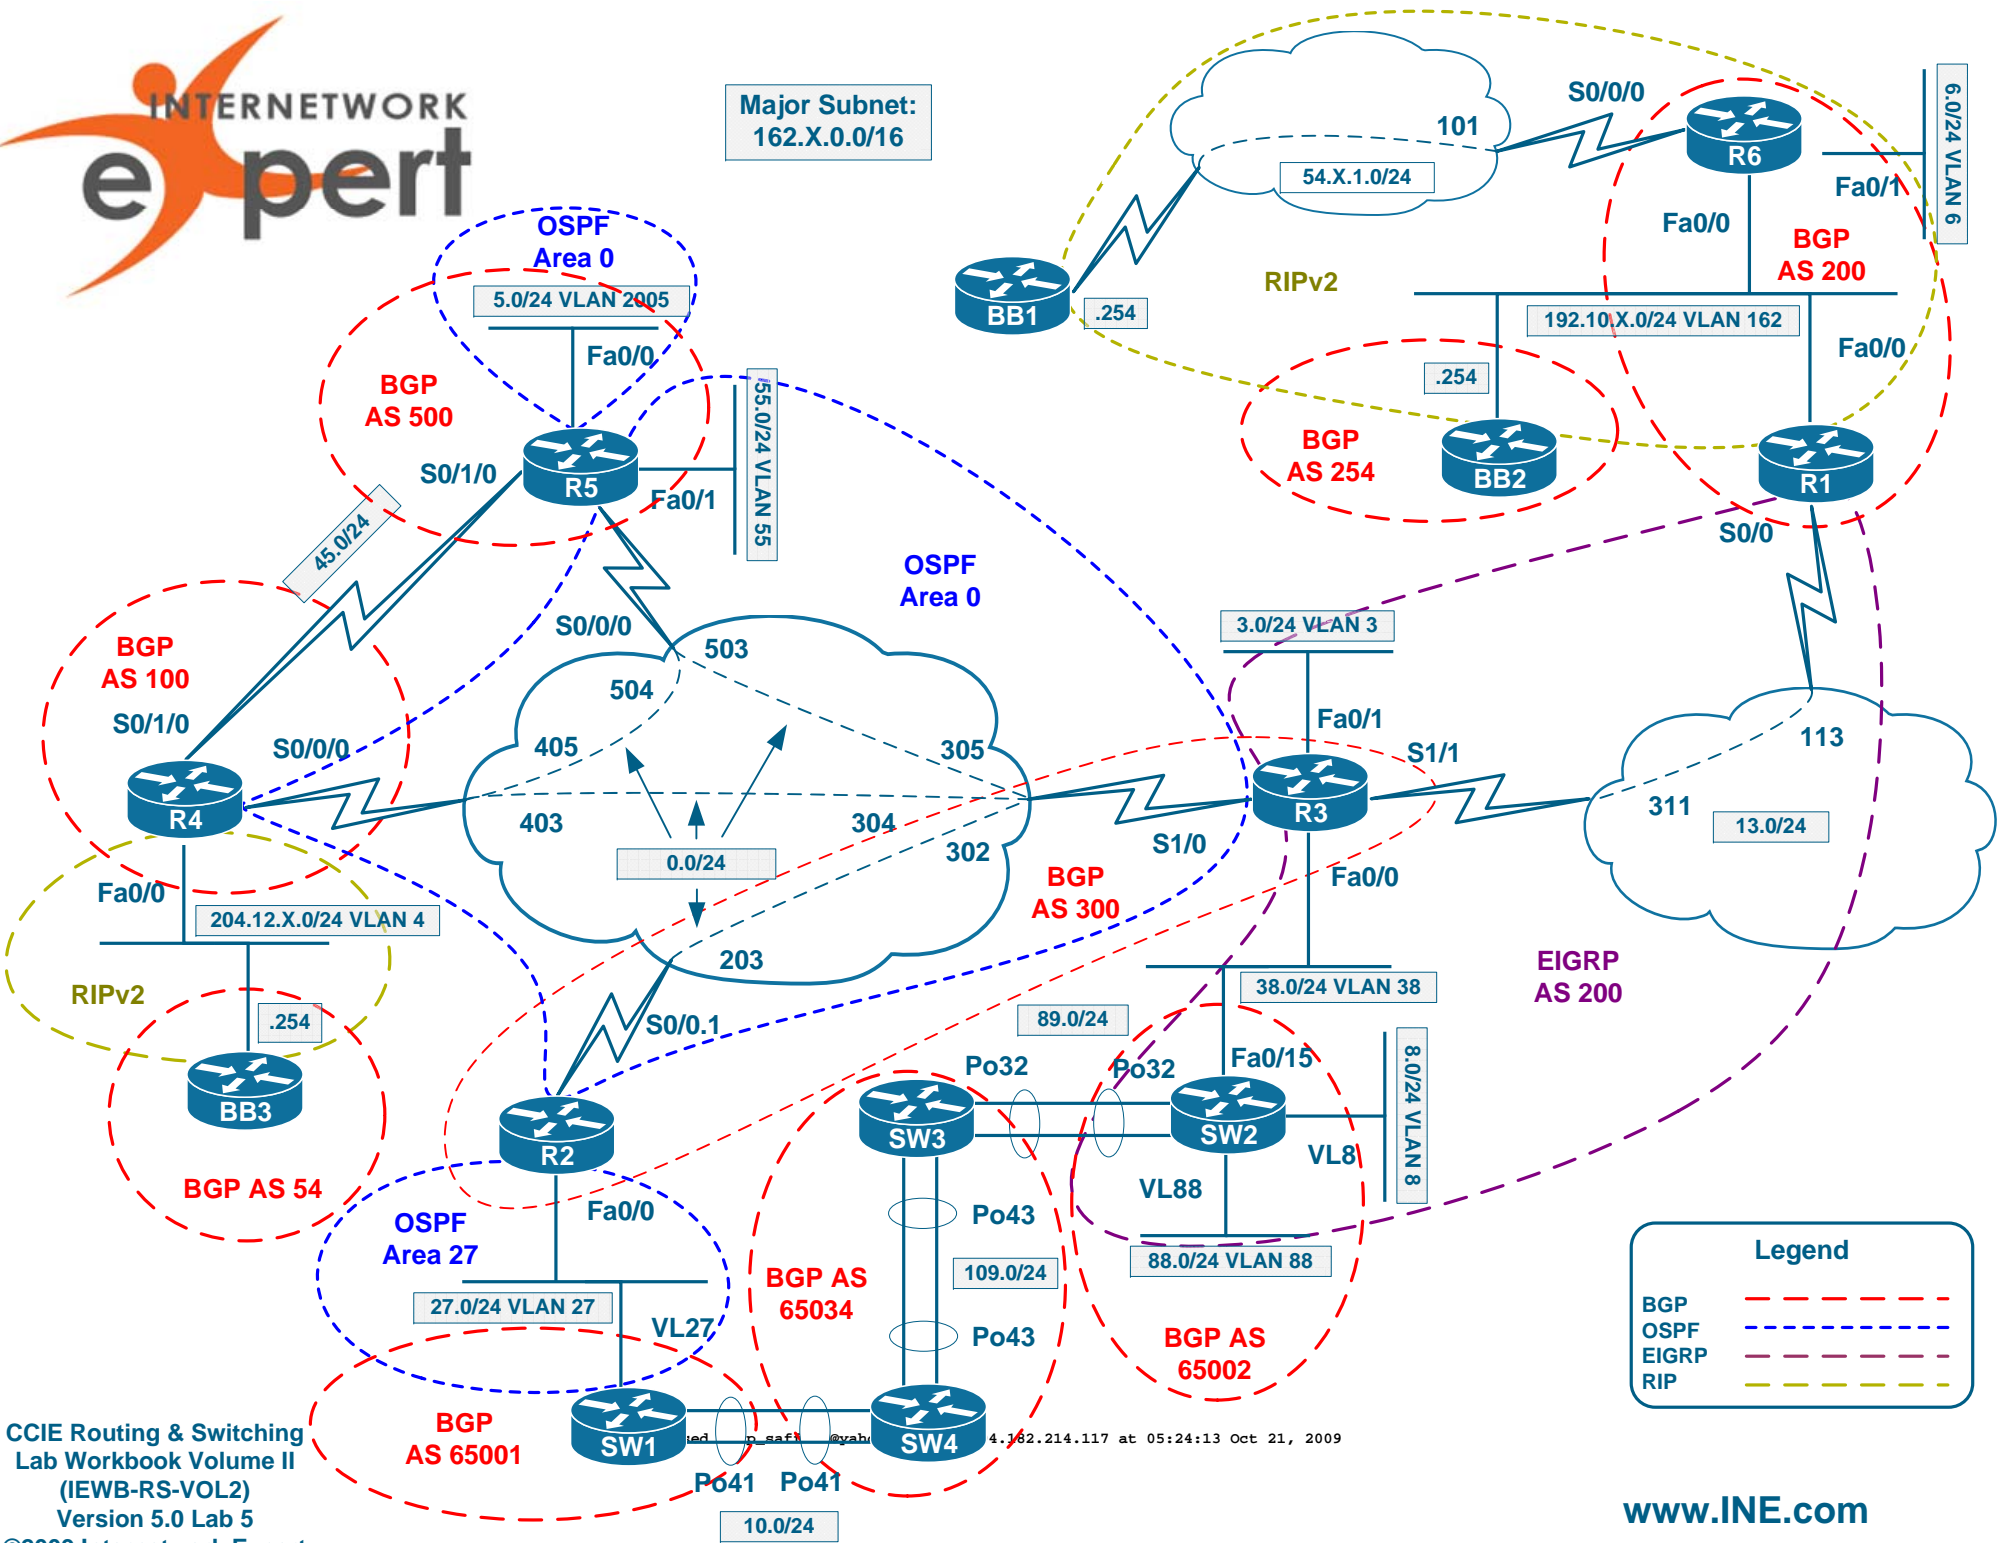 INTERNETWORK
expert
Major Subnet:
162.X.0.0/16
S0/0/0
101
R6
54.X.1.0/24
Fa0/1
6.0/24 VLAN 6
Fa0/0
BGP
AS 200
OSPF
Area 0
RIPv2
5.0/24 VLAN 2005
BB1
.254
192.10.X.0/24 VLAN 162
Fa0/0
Fa0/0
BGP
AS 500
55.0/24 VLAN 55
.254
BGP
AS 254
BB2
R1
S0/1/0
R5
Fa0/1
S0/0
45.0/24
OSPF
Area 0
S0/0/0
503
3.0/24 VLAN 3
BGP
AS 100
504
S0/1/0
S0/0/0
405
305
Fa0/1
S1/1
113
R4
403
304
R3
311
13.0/24
0.0/24
302
S1/0
Fa0/0
BGP
AS 300
Fa0/0
204.12.X.0/24 VLAN 4
203
EIGRP
AS 200
RIPv2
38.0/24 VLAN 38
.254
S0/0.1
89.0/24
Po32
Po32
Fa0/15
8.0/24 VLAN 8
BB3
R2
SW3
SW2
VL8
BGP AS 54
VL88
OSPF
Area 27
Fa0/0
Po43
88.0/24 VLAN 88
Legend
BGP AS
65034
109.0/24
27.0/24 VLAN 27
VL27
Po43
BGP AS
65002
BGP
OSPF
EIGRP
RIP
BGP
AS 65001
SW1
SW4
4.182.214.117 at 05:24:13 Oct 21, 2009
Po41
Po41
10.0/24
CCIE Routing & Switching
Lab Workbook Volume II
(IEWB-RS-VOL2)
Version 5.0 Lab 5
www.INE.com